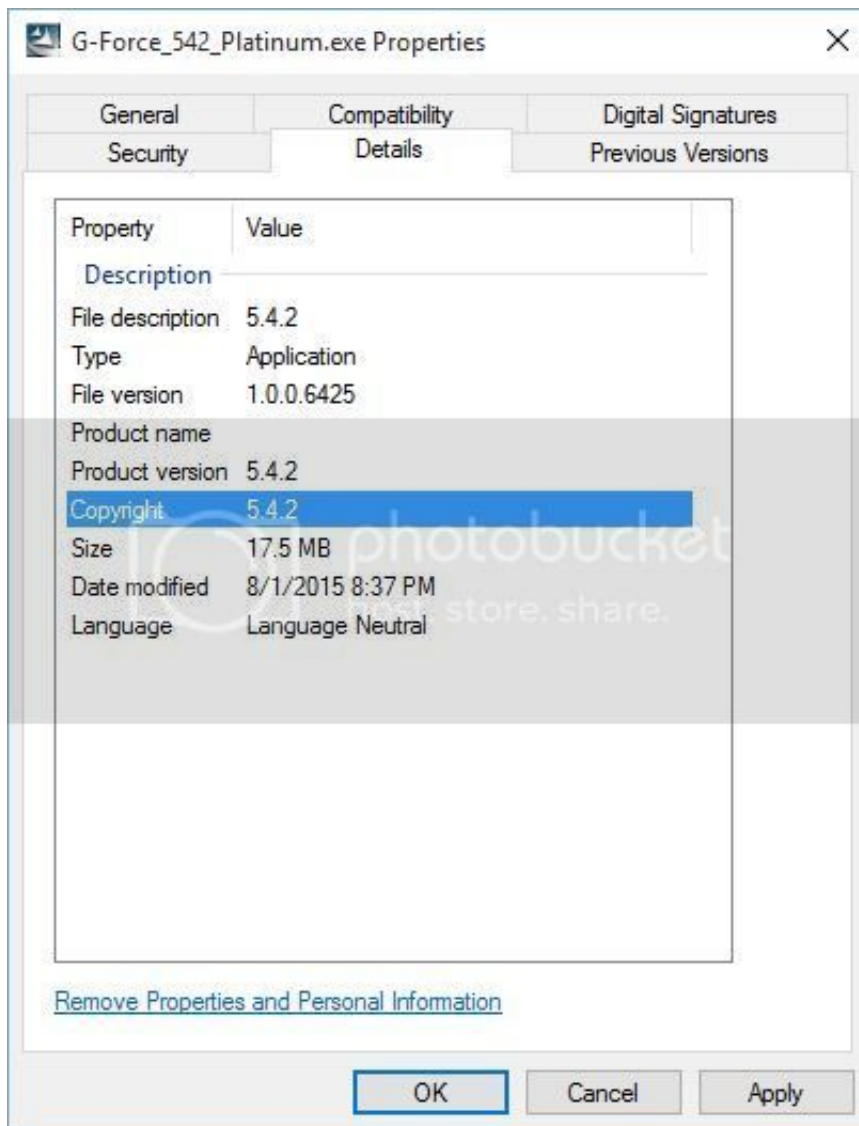 G-Force_542_Platinum.exe Properties
General Compatibility Digital Signatures
Security Details Previous Versions
Property Value
Description
File description 5.4.2
Type Application
File version 1.0.0.6425
Product name
Product version 5.4.2
Copyright 5.4.2
Size 17.5 MB
photobucket
Date modified 8/1/2015 8:37 PM
host. store. share.
Language Language Neutral
Remove Properties and Personal Information
OK Cancel Apply